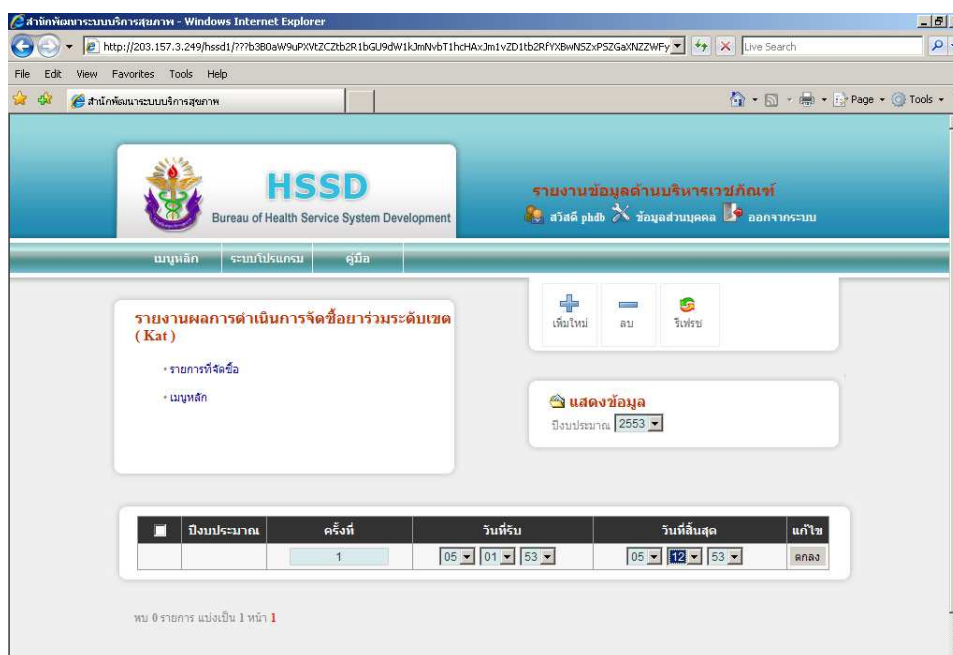 สำนักพัฒนาระบบบริการสุขภาพ - Windows Internet Explorer
Live Search
File Edit View Favorites Tools Help
สำนักพัฒนาระบบบริการสุขภาพ
Page Tools
HSSD
Bureau of Health Service System Development
รายงานข้อมูลด้านบริหารเวชภัณฑ์
สวัสดี phdb ข้อมูลส่วนบุคคล ออกจากระบบ
เมนูหลัก ระบบโปรแกรม คู่มือ
รายงานผลการดำเนินการจัดซื้อยาร่วมระดับเขต
( Kat )
รายการที่จัดซื้อ
เมนูหลัก
เพิ่มใหม่ ลบ รีเฟรช
แสดงข้อมูล
ปีงบประมาณ 2553
ปีงบประมาณ ครั้งที่ วันที่รับ วันที่สิ้นสุด แก้ไข
1 05 01 53 05 12 53 ตกลง
พบ 0 รายการ แบ่งเป็น 1 หน้า 1